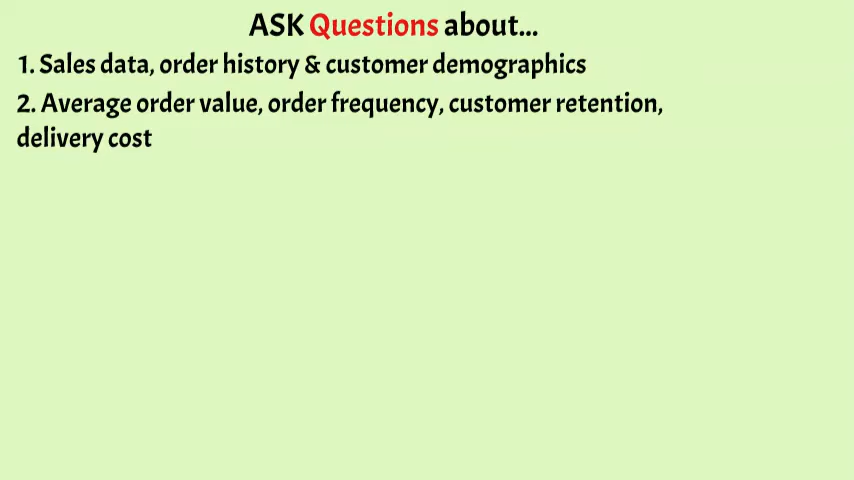 ASK Questions about...
1. Sales data, order history & customer demographics
2. Average order value, order frequency, customer retention,
delivery cost